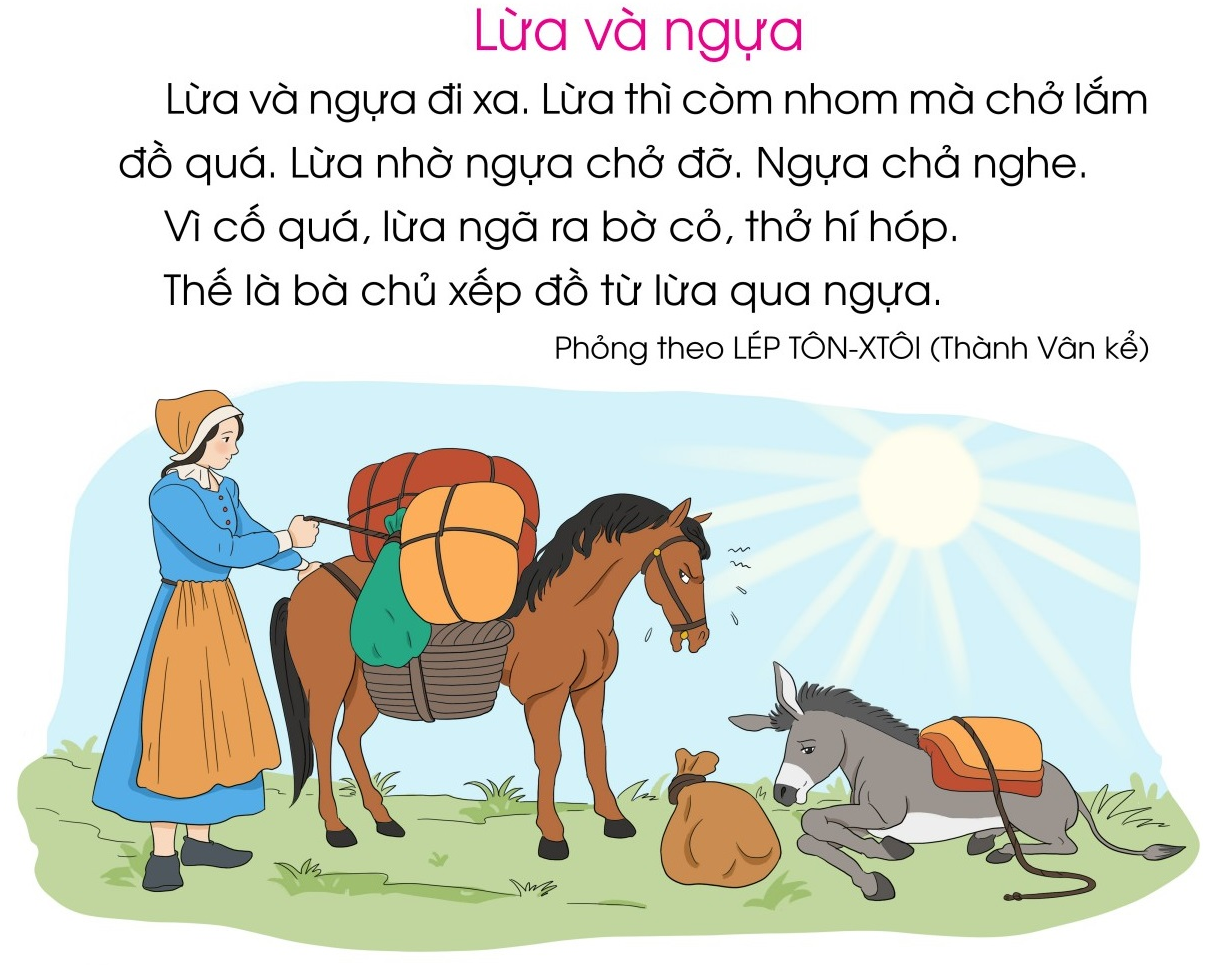 Lừa và ngựa
Lừa và ngựa đi xa. Lừa thì còm nhom mà chở lắm
đồ quá. Lừa nhờ ngựa chở đỡ. Ngựa chả nghe.
Vì cố quá, lừa ngã ra bờ cỏ, thở hí hóp.
Thế là bà chủ xếp đồ từ lừa qua ngựa.
Phỏng theo LÉP TÔN-XTÔI (Thành Vân kể)